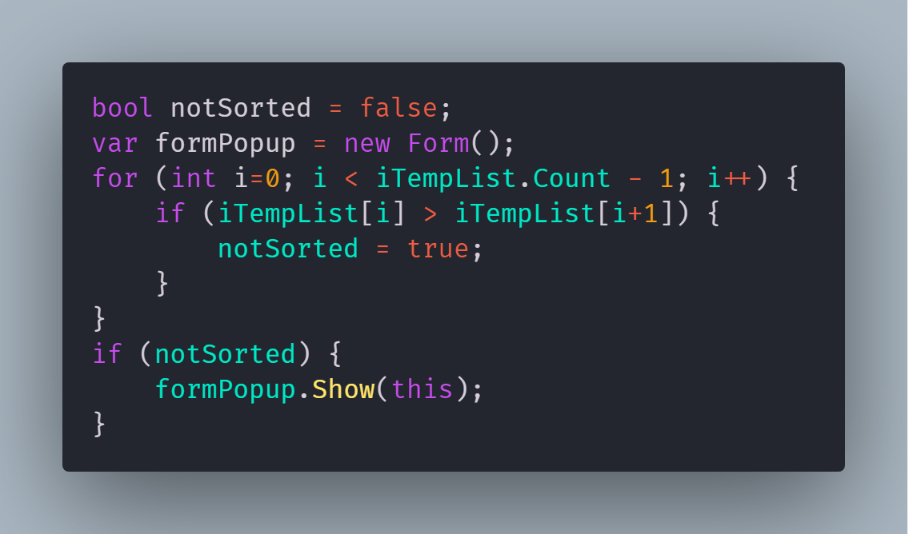 bool notSorted = false;
var formPopup = new Form();
for (int i=0; i < iTempList.Count - 1; i++) {
    if (iTempList[i] > iTempList[i+1]) {
        notSorted = true;
    }
}
if (notSorted) {
    formPopup.Show(this);
}